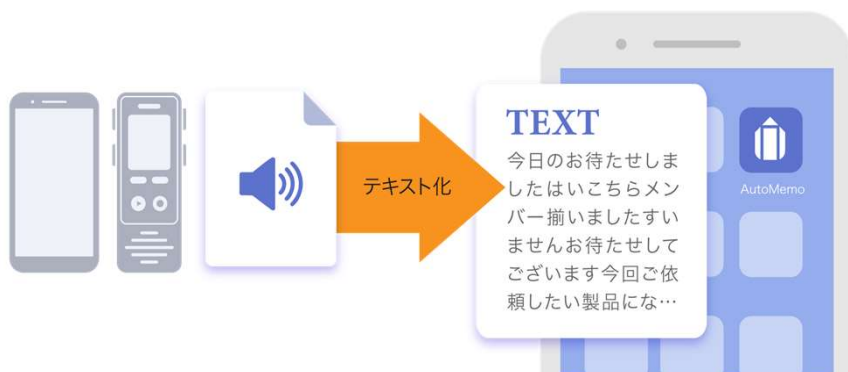 テキスト化
TEXT
今日のお待たせしま
したはいこちらメン
バー揃いましたすい
ませんお待たせして
ございます今回ご依
頼したい製品にな…
AutoMemo